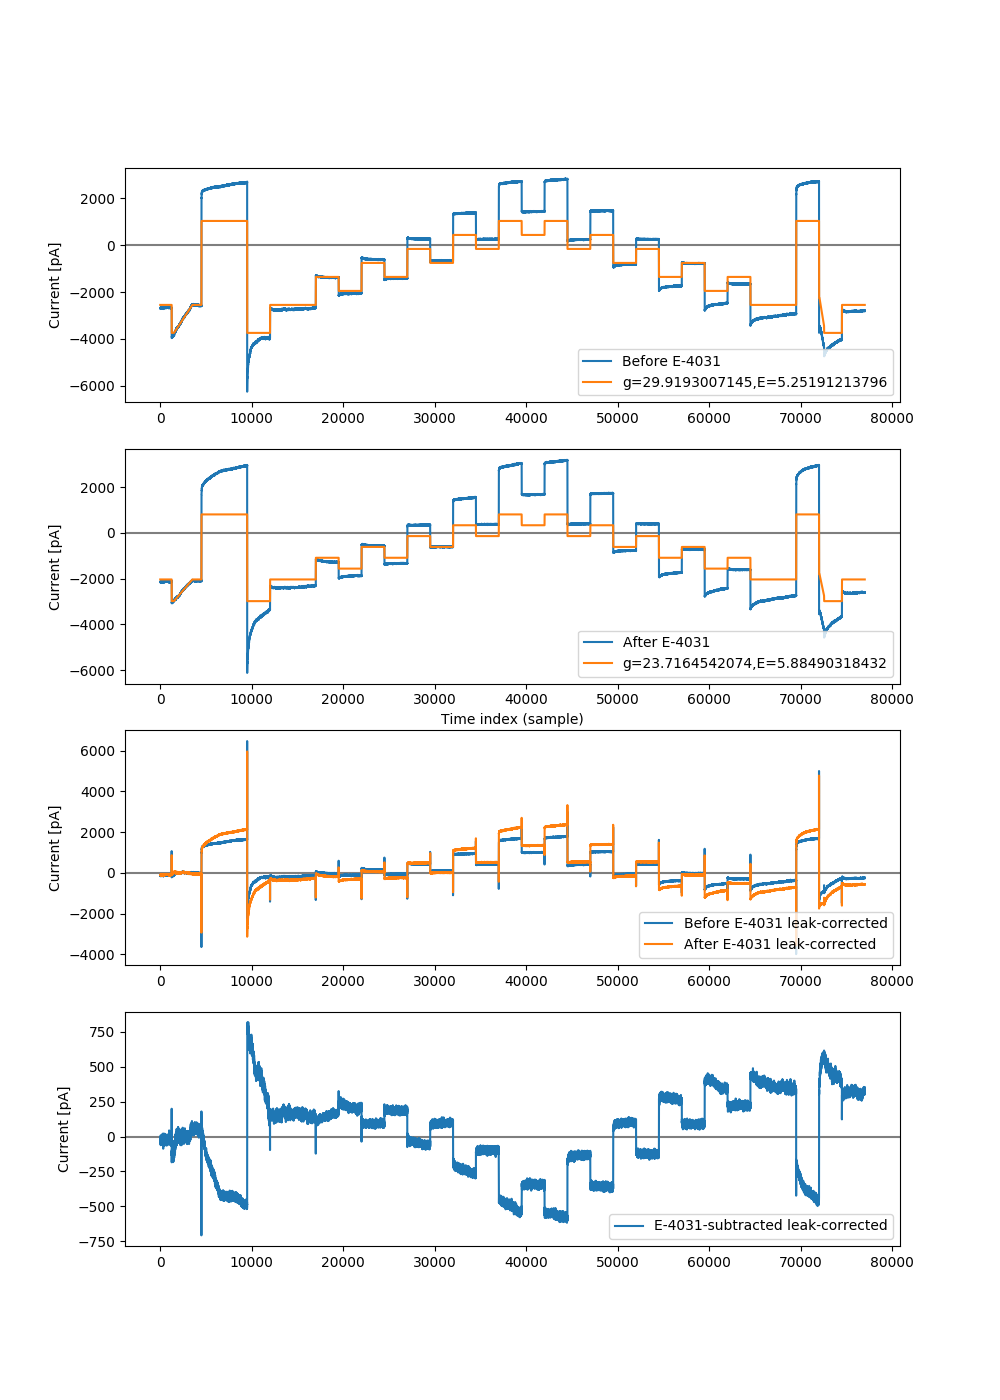 2000
0
−2000
−4000
−6000
Current [pA]
Before E-4031
g=29.9193007145,E=5.25191213796
0 10000 20000 30000 40000 50000 60000 70000 80000
2000
0
−2000
−4000
−6000
Current [pA]
After E-4031
g=23.7164542074,E=5.88490318432
0 10000 20000 30000 40000 50000 60000 70000 80000
Time index (sample)
6000
4000
2000
0
−2000
−4000
Current [pA]
Before E-4031 leak-corrected
After E-4031 leak-corrected
0 10000 20000 30000 40000 50000 60000 70000 80000
750
500
250
0
−250
−500
−750
Current [pA]
E-4031-subtracted leak-corrected
0 10000 20000 30000 40000 50000 60000 70000 80000